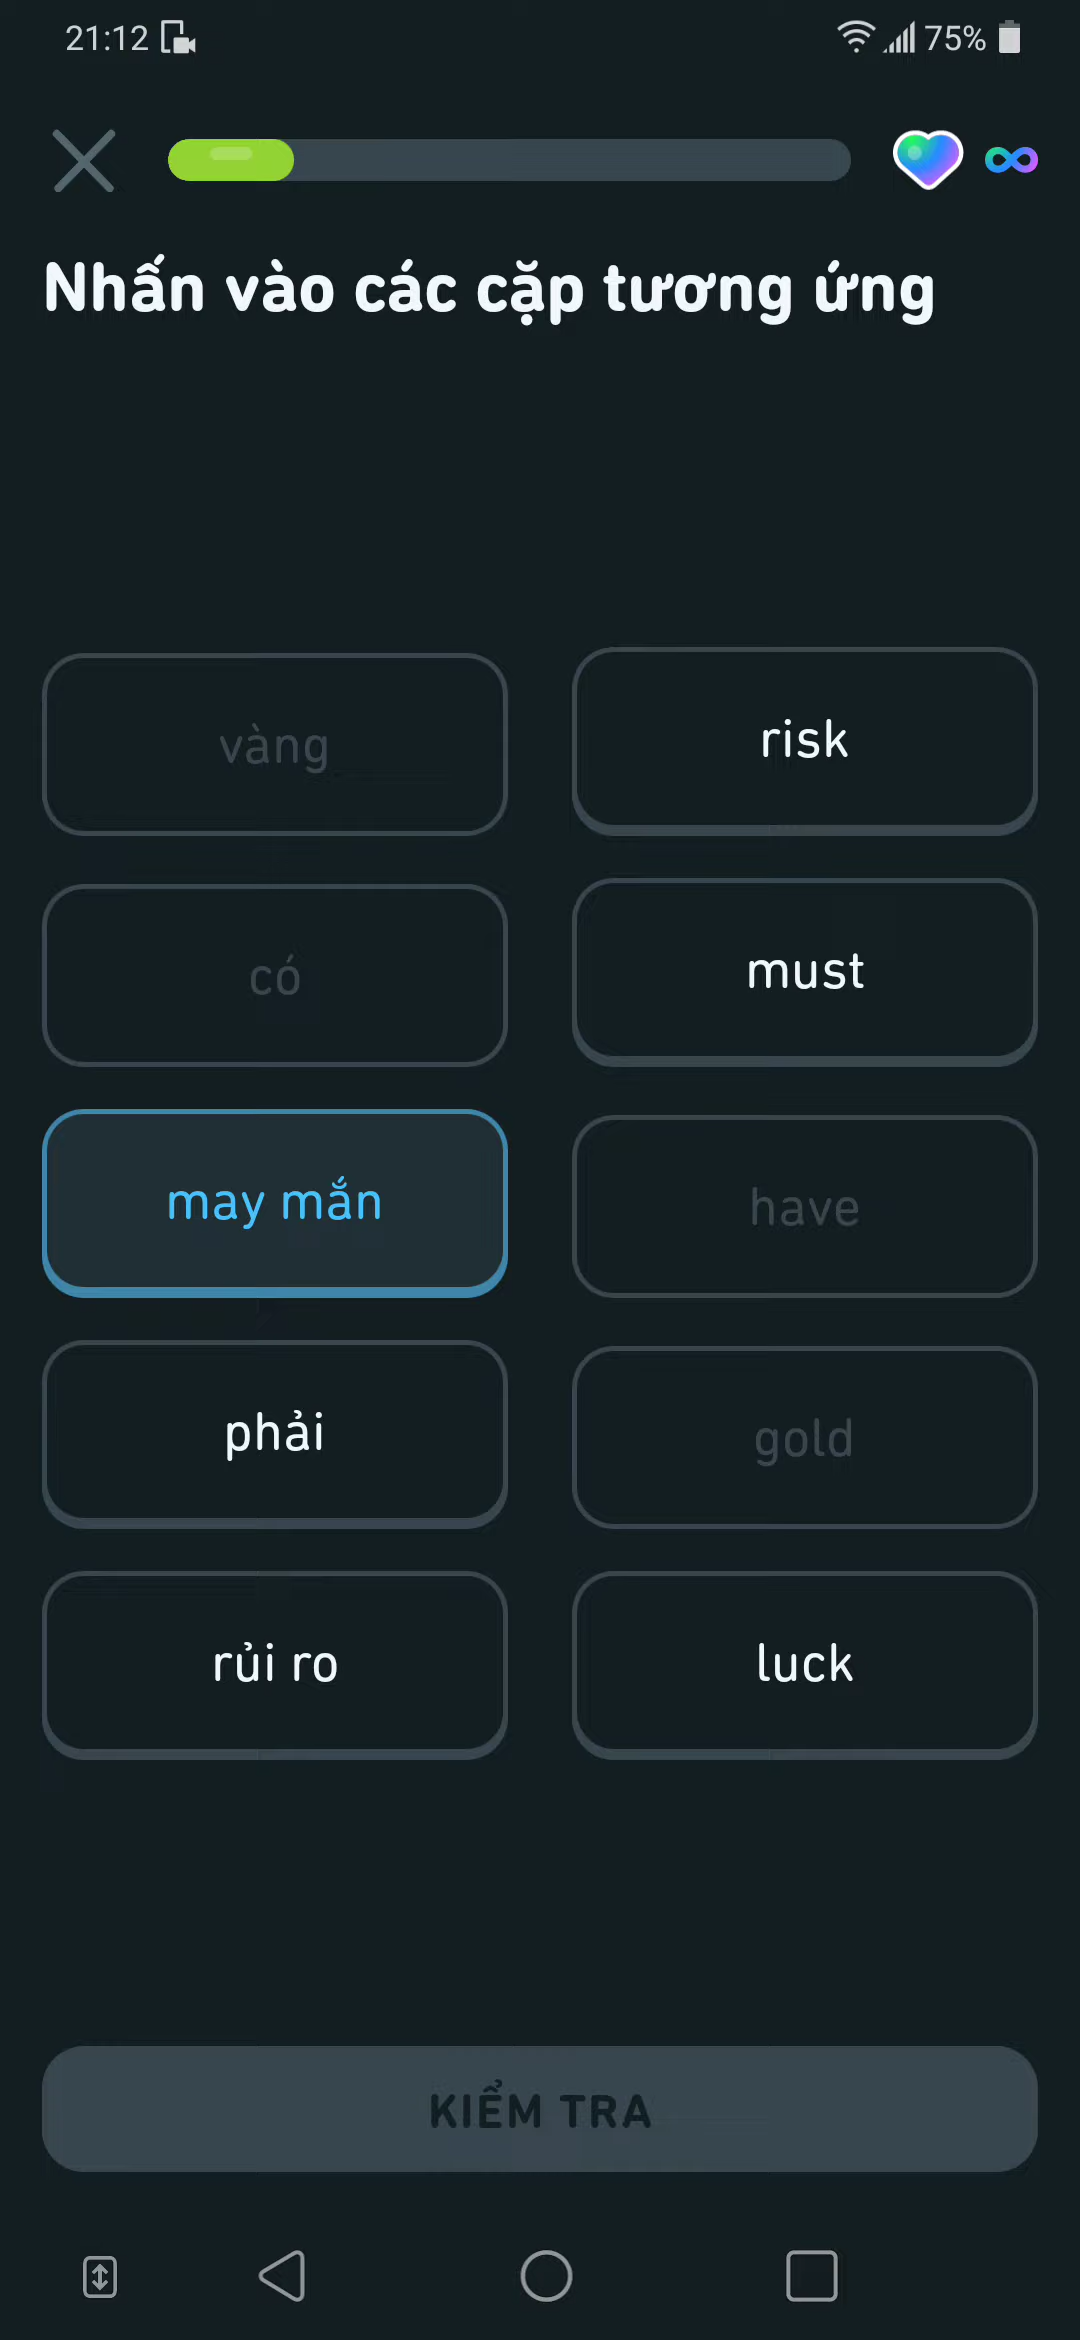 21:12 75%
Nhấn vào các cặp tương ứng
vàng risk
có must
may mắn have
phải gold
rủi ro luck
KIỂM TRA